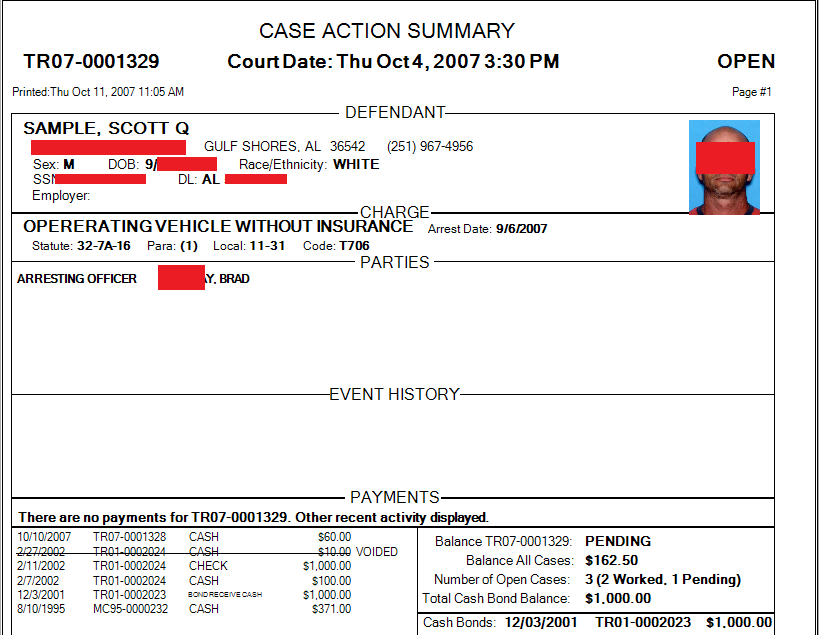 CASE ACTION SUMMARY
TR07-0001329 Court Date: Thu Oct 4, 2007 3:30 PM OPEN
Printed:Thu Oct 11, 2007 11:05 AM Page #1
DEFENDANT
SAMPLE, SCOTT Q
GULF SHORES, AL 36542 (251) 967-4956
Sex: M DOB: 9/ Race/Ethnicity: WHITE
SSN DL: AL
Employer:
CHARGE
OPERERATING VEHICLE WITHOUT INSURANCE Arrest Date: 9/6/2007
Statute: 32-7A-16 Para: (1) Local: 11-31 Code: T706
PARTIES
ARRESTING OFFICER Y, BRAD
EVENT HISTORY
PAYMENTS
There are no payments for TR07-0001329. Other recent activity displayed.
10/10/2007 TR07-0001328 CASH $60.00
2/27/2002 TR01-0002024 CASH $10.00 VOIDED
2/11/2002 TR01-0002024 CHECK $1,000.00
2/7/2002 TR01-0002024 CASH $100.00
12/3/2001 TR01-0002023 BOND RECEIVE CASH $1,000.00
8/10/1995 MC95-0000232 CASH $371.00
Balance TR07-0001329: PENDING
Balance All Cases: $162.50
Number of Open Cases: 3 (2 Worked, 1 Pending)
Total Cash Bond Balance: $1,000.00
Cash Bonds: 12/03/2001 TR01-0002023 $1,000.00